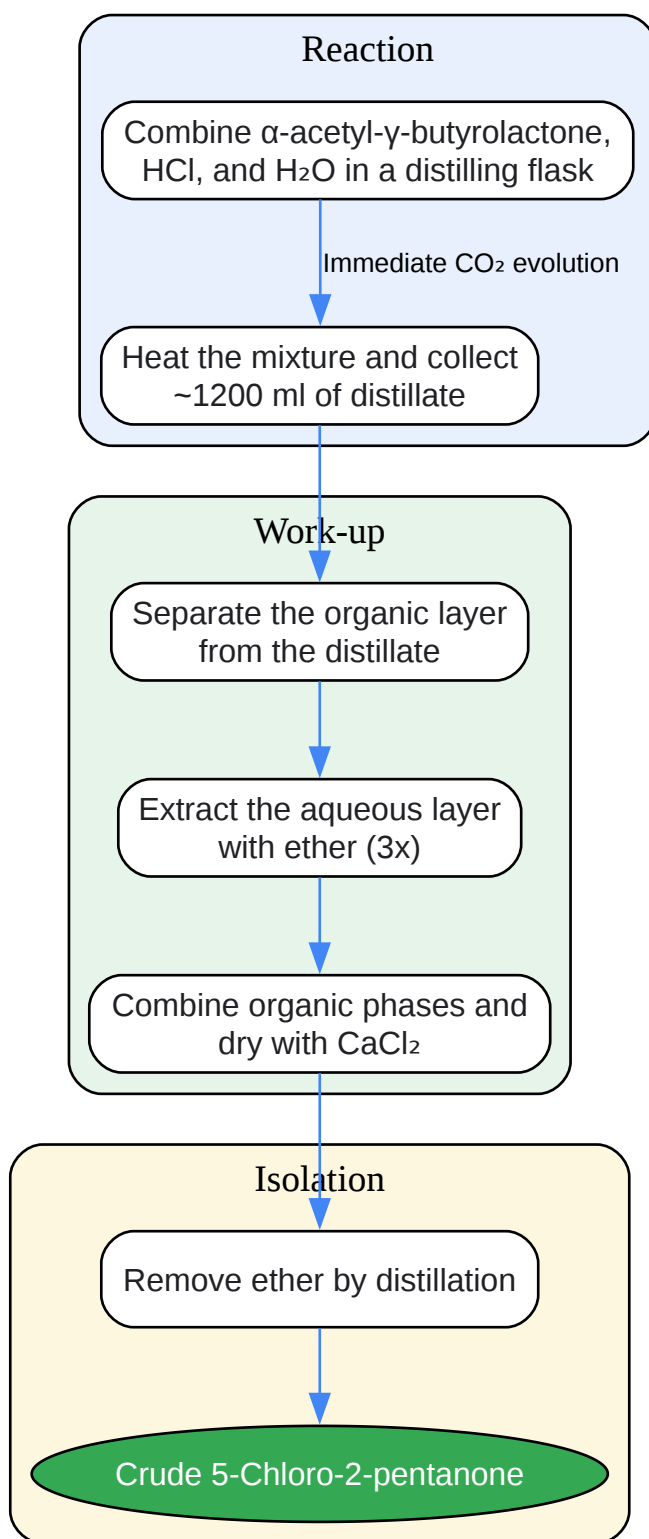 Reaction
Combine α-acetyl-γ-butyrolactone,
HCl, and H₂O in a distilling flask
Immediate CO₂ evolution
Heat the mixture and collect
~1200 ml of distillate
Work-up
Separate the organic layer
from the distillate
Extract the aqueous layer
with ether (3x)
Combine organic phases and
dry with CaCl₂
Isolation
Remove ether by distillation
Crude 5-Chloro-2-pentanone